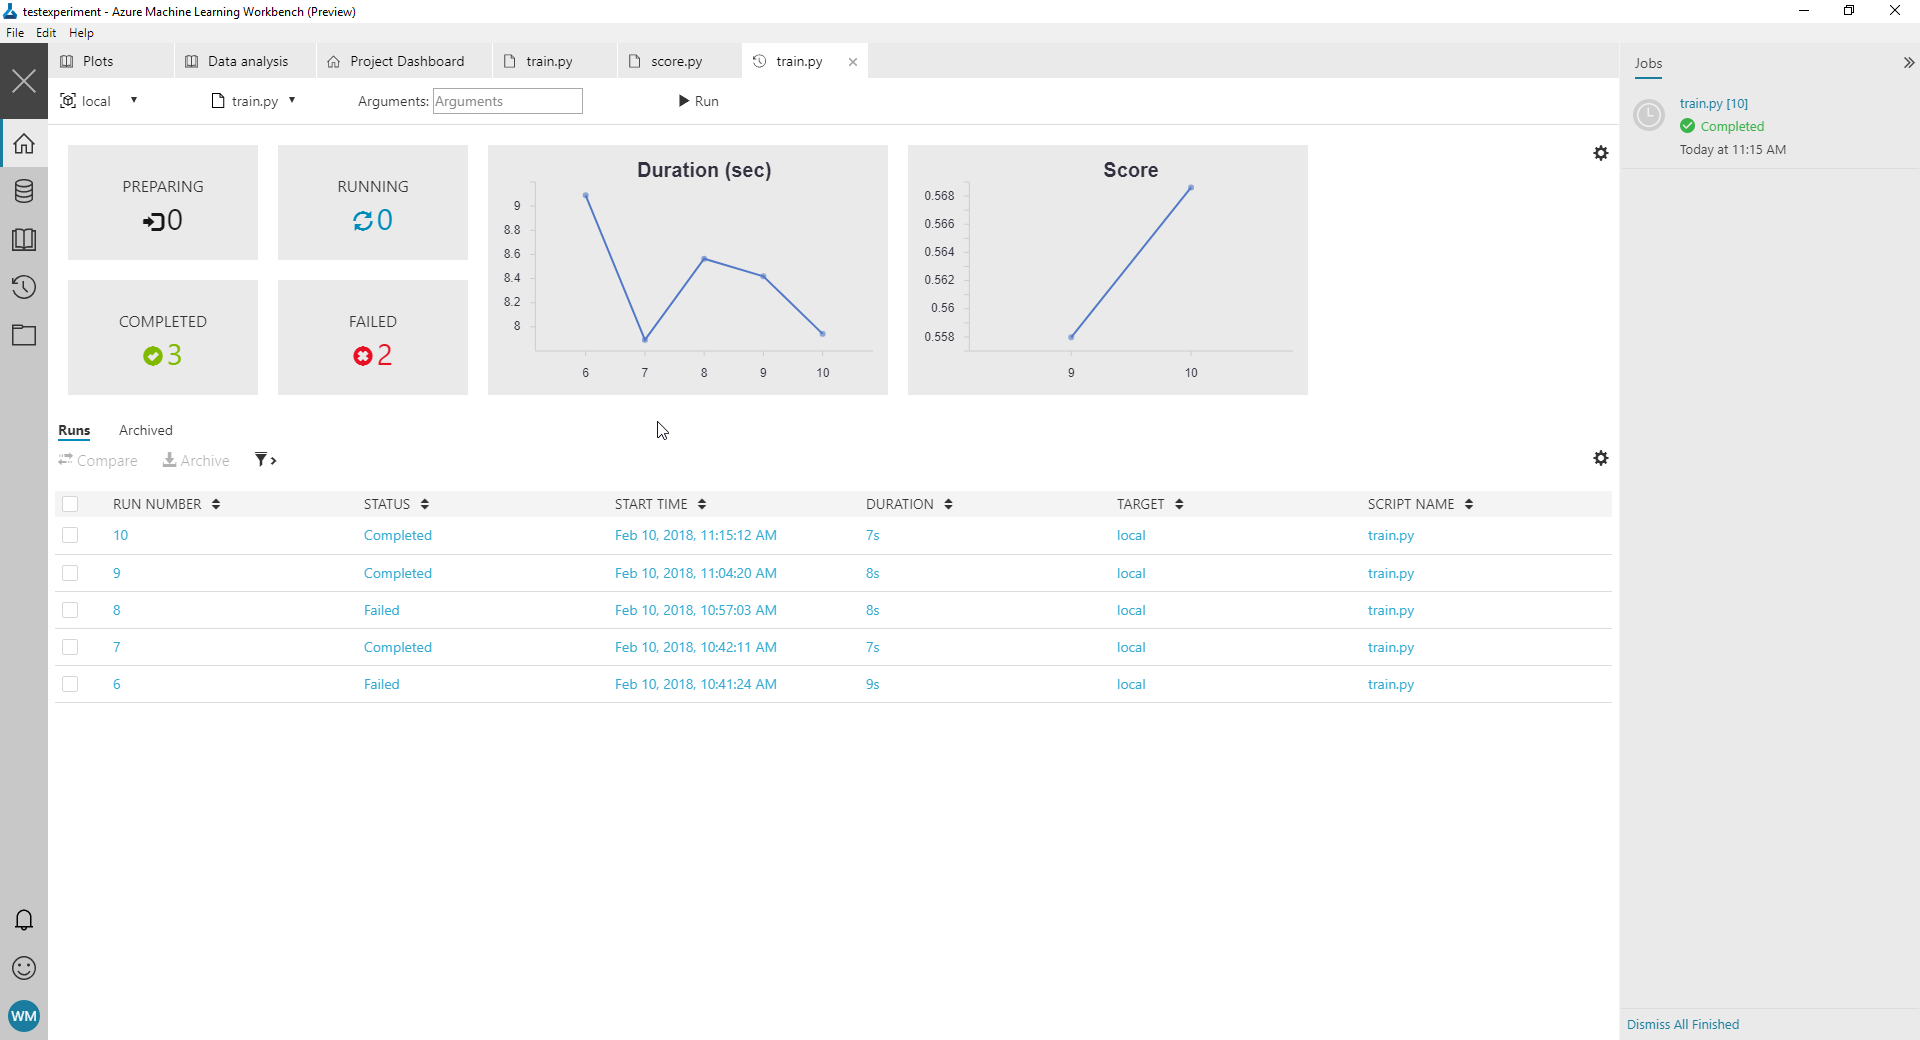 testexperiment - Azure Machine Learning Workbench (Preview)
File Edit Help
Plots Data analysis Project Dashboard train.py score.py train.py
local train.py Arguments: Arguments Run
PREPARING
0
RUNNING
0
COMPLETED
3
FAILED
2
Duration (sec)
9
8.8
8.6
8.4
8.2
8
6 7 8 9 10
Score
0.568
0.566
0.564
0.562
0.56
0.558
9 10
Runs Archived
Compare Archive
RUN NUMBER STATUS START TIME DURATION TARGET SCRIPT NAME
10 Completed Feb 10, 2018, 11:15:12 AM 7s local train.py
9 Completed Feb 10, 2018, 11:04:20 AM 8s local train.py
8 Failed Feb 10, 2018, 10:57:03 AM 8s local train.py
7 Completed Feb 10, 2018, 10:42:11 AM 7s local train.py
6 Failed Feb 10, 2018, 10:41:24 AM 9s local train.py
WM
Jobs
train.py [10]
Completed
Today at 11:15 AM
Dismiss All Finished